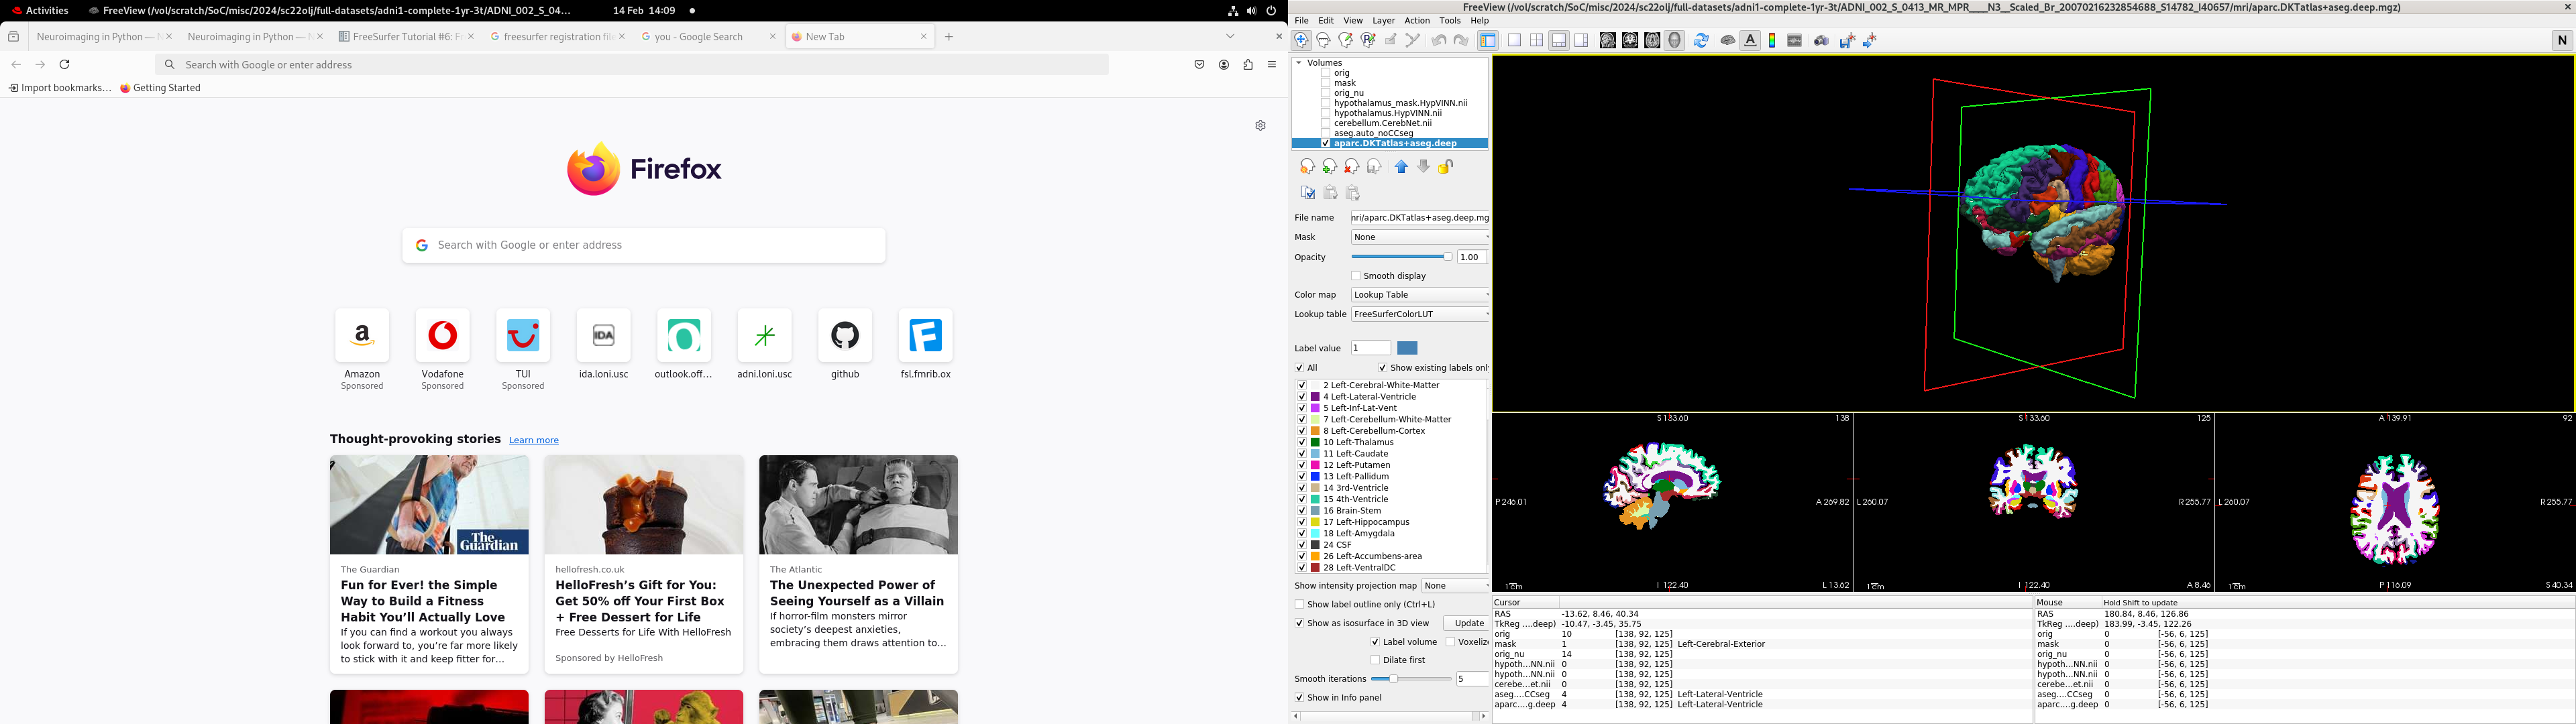 Activities
FreeView (/vol/scratch/SoC/misc/2024/sc22olj/full-datasets/adni1-complete-1yr-3t/ADNI_002_S_04…
14 Feb 14:09
Neuroimaging in Python — N
Neuroimaging in Python — N
FreeSurfer Tutorial #6: Fr
freesurfer registration file
you - Google Search
New Tab
Search with Google or enter address
Import bookmarks…
Getting Started
Firefox
Search with Google or enter address
Amazon
Sponsored
Vodafone
Sponsored
TUI
Sponsored
IDA
ida.loni.usc
outlook.off…
adni.loni.usc
github
fsl.fmrib.ox
Thought-provoking stories
Learn more
The Guardian
The Guardian
Fun for Ever! the Simple
Way to Build a Fitness
Habit You’ll Actually Love
If you can find a workout you always
look forward to, you’re far more likely
to stick with it and keep fitter for…
hellofresh.co.uk
HelloFresh’s Gift for You:
Get 50% off Your First Box
+ Free Dessert for Life
Free Desserts for Life With HelloFresh
Sponsored by HelloFresh
The Atlantic
The Unexpected Power of
Seeing Yourself as a Villain
If horror-film monsters mirror
society’s deepest anxieties,
embracing them draws attention to…
FreeView (/vol/scratch/SoC/misc/2024/sc22olj/full-datasets/adni1-complete-1yr-3t/ADNI_002_S_0413_MR_MPR____N3__Scaled_Br_20070216232854688_S14782_I40657/mri/aparc.DKTatlas+aseg.deep.mgz)
File Edit View Layer Action Tools Help
N
Volumes
orig
mask
orig_nu
hypothalamus_mask.HypVINN.nii
hypothalamus.HypVINN.nii
cerebellum.CerebNet.nii
aseg.auto_noCCseg
aparc.DKTatlas+aseg.deep
File name nri/aparc.DKTatlas+aseg.deep.mg
Mask None
Opacity 1.00
Smooth display
Color map Lookup Table
Lookup table FreeSurferColorLUT
Label value 1
All Show existing labels onl
2 Left-Cerebral-White-Matter
4 Left-Lateral-Ventricle
5 Left-Inf-Lat-Vent
7 Left-Cerebellum-White-Matter
8 Left-Cerebellum-Cortex
10 Left-Thalamus
11 Left-Caudate
12 Left-Putamen
13 Left-Pallidum
14 3rd-Ventricle
15 4th-Ventricle
16 Brain-Stem
17 Left-Hippocampus
18 Left-Amygdala
24 CSF
26 Left-Accumbens-area
28 Left-VentralDC
Show intensity projection map None
Show label outline only (Ctrl+L)
Show as isosurface in 3D view Update
Label volume Voxelize
Dilate first
Smooth iterations 5
Show in Info panel
S 133.60 138
P 246.01 A 269.82
1 cm I 122.40 L 13.62
S 133.60 125
L 260.07 R 255.77
1 cm I 122.40 A 8.46
A 139.91 92
L 260.07 R 255.77
1 cm P 116.09 S 40.34
Cursor
RAS -13.62, 8.46, 40.34
TkReg ....deep) -10.47, -3.45, 35.75
orig 10 [138, 92, 125]
mask 1 [138, 92, 125] Left-Cerebral-Exterior
orig_nu 14 [138, 92, 125]
hypoth...NN.nii 0 [138, 92, 125]
hypoth...NN.nii 0 [138, 92, 125]
cerebe...et.nii 0 [138, 92, 125]
aseg....CCseg 4 [138, 92, 125] Left-Lateral-Ventricle
aparc....g.deep 4 [138, 92, 125] Left-Lateral-Ventricle
Mouse Hold Shift to update
RAS 180.84, 8.46, 126.86
TkReg ....deep) 183.99, -3.45, 122.26
orig 0 [-56, 6, 125]
mask 0 [-56, 6, 125]
orig_nu 0 [-56, 6, 125]
hypoth...NN.nii 0 [-56, 6, 125]
hypoth...NN.nii 0 [-56, 6, 125]
cerebe...et.nii 0 [-56, 6, 125]
aseg....CCseg 0 [-56, 6, 125]
aparc....g.deep 0 [-56, 6, 125]